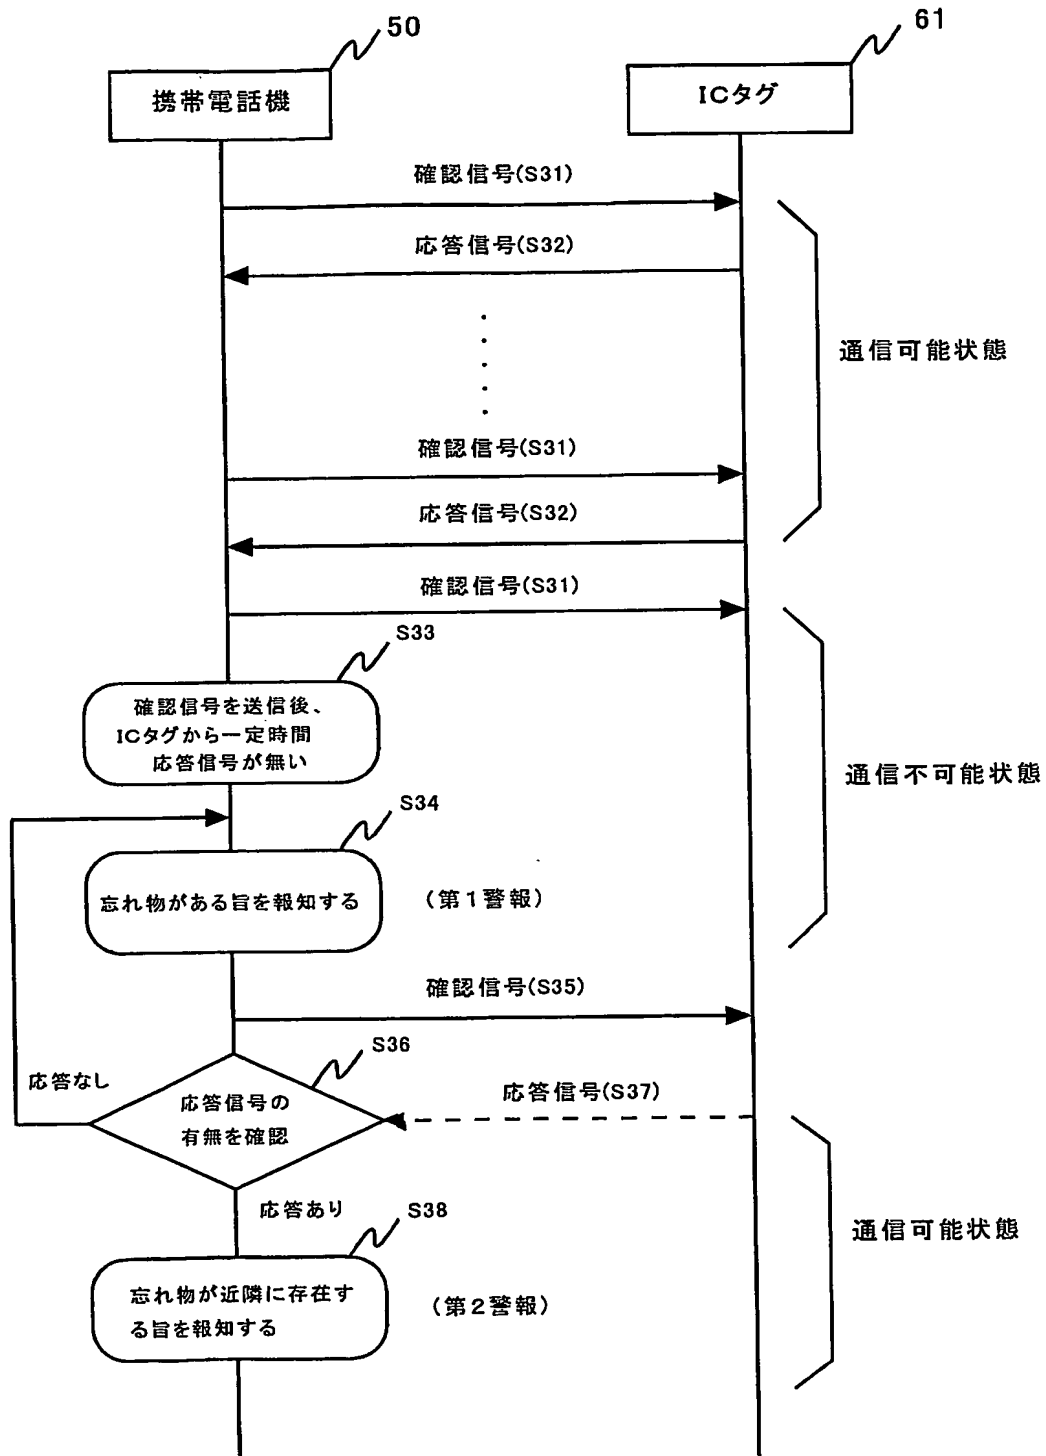 50
61
携帯電話機
ICタグ
確認信号(S31)
応答信号(S32)
通信可能状態
確認信号(S31)
応答信号(S32)
確認信号(S31)
S33
確認信号を送信後、
ICタグから一定時間
応答信号が無い
通信不可能状態
S34
忘れ物がある旨を報知する
(第1警報)
確認信号(S35)
S36
応答なし
応答信号の
有無を確認
応答信号(S37)
応答あり
S38
通信可能状態
忘れ物が近隣に存在す
る旨を報知する
(第2警報)